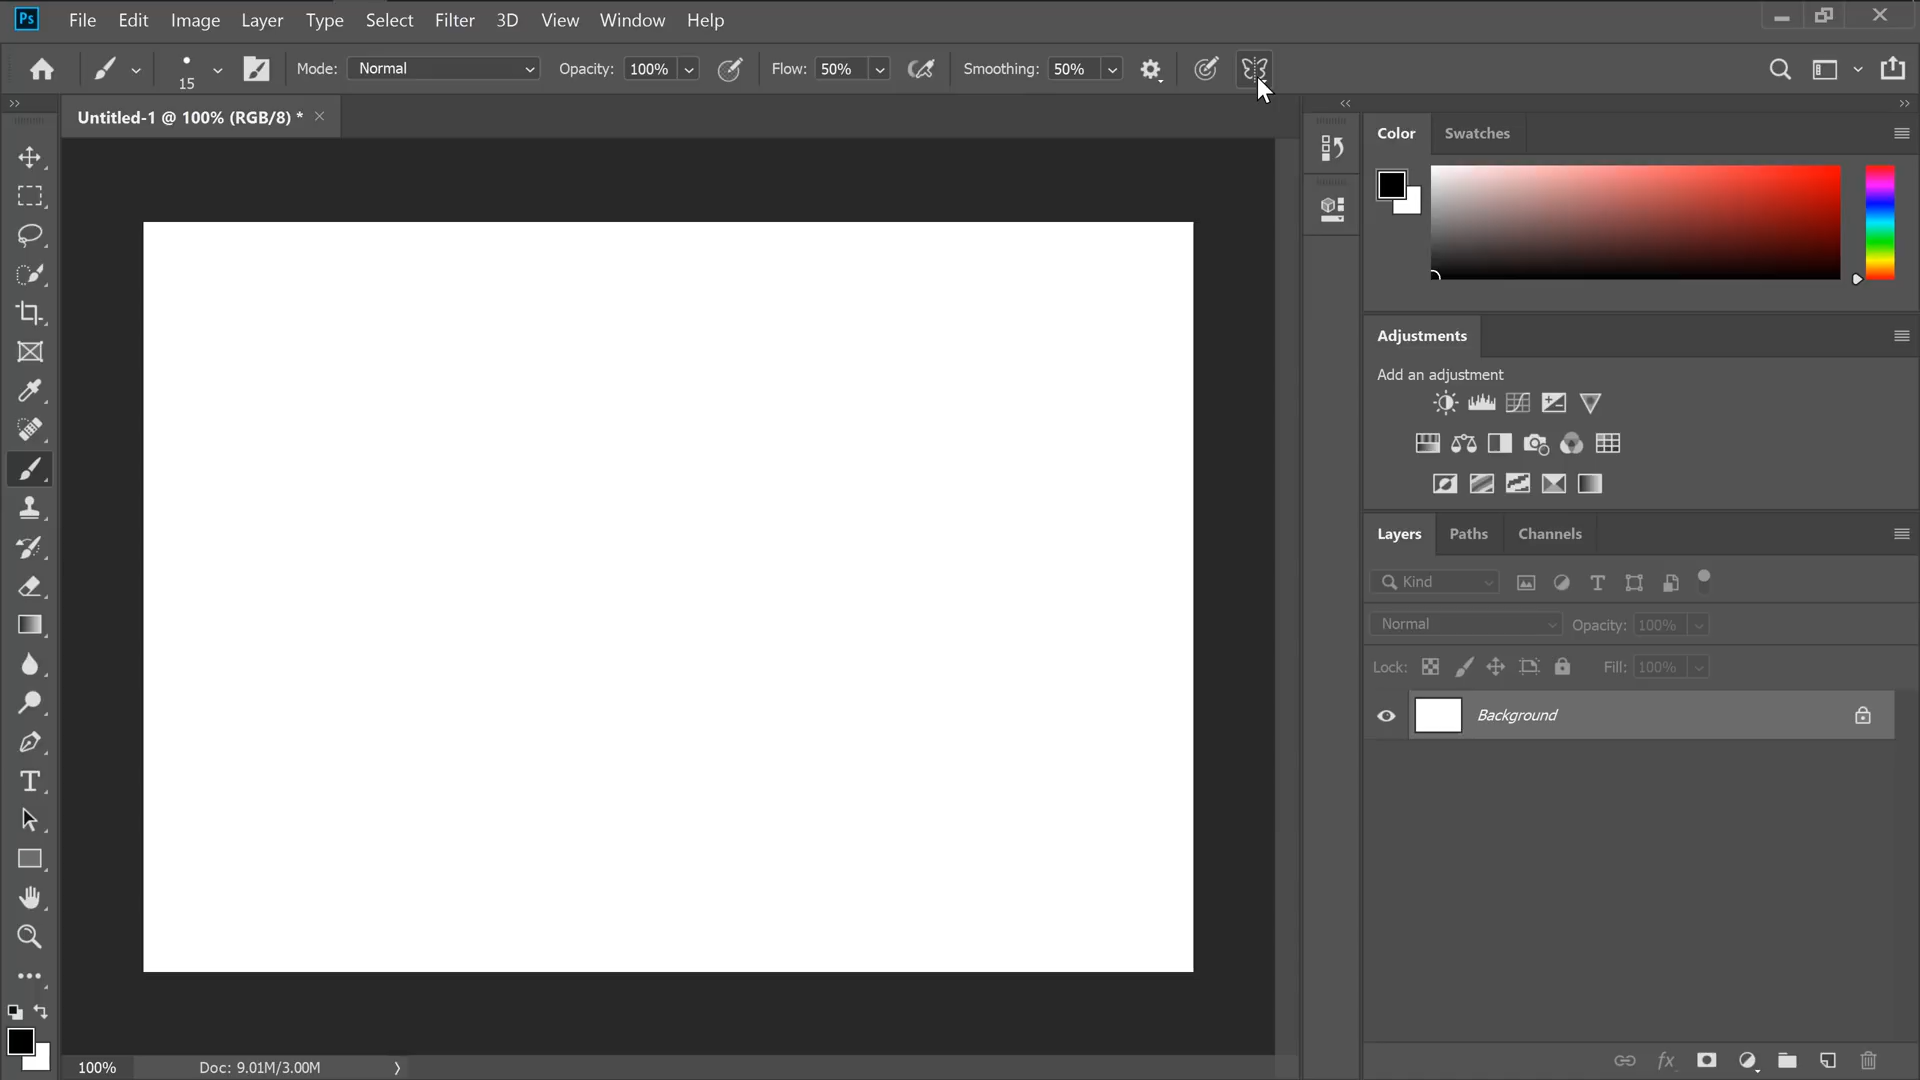 Ps File Edit Image Layer Type Select Filter 3D View Window Help
15 Mode: Normal Opacity: 100% Flow: 50% Smoothing: 50%
Untitled-1 @ 100% (RGB/8) *
Color Swatches
Adjustments
Add an adjustment
Layers Paths Channels
Kind
Normal Opacity: 100%
Lock: Fill: 100%
Background
T
fx
100% Doc: 9.01M/3.00M